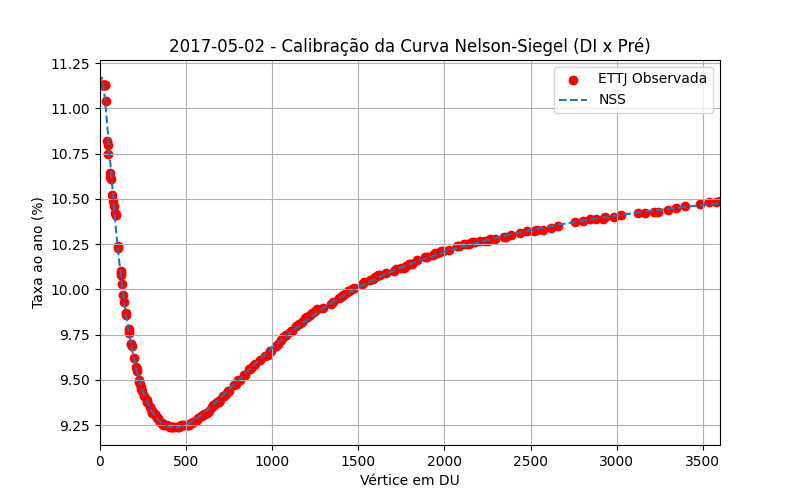 2017-05-02 - Calibração da Curva Nelson-Siegel (DI x Pré)
ETTJ Observada
NSS
Taxa ao ano (%)
11.25
11.00
10.75
10.50
10.25
10.00
9.75
9.50
9.25
0 500 1000 1500 2000 2500 3000 3500
Vértice em DU